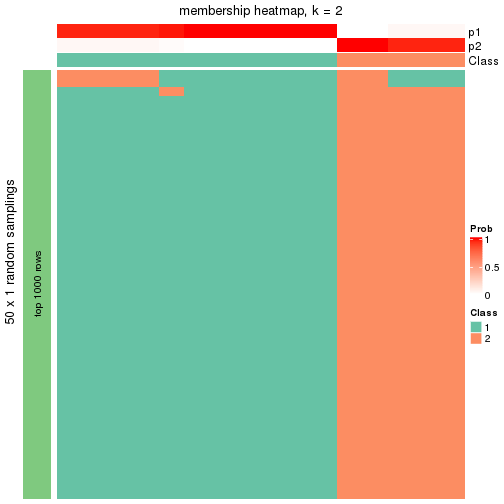 membership heatmap, k = 2
p1
p2
Class
50 x 1 random samplings
top 1000 rows
Prob
1
0.5
0
Class
1
2